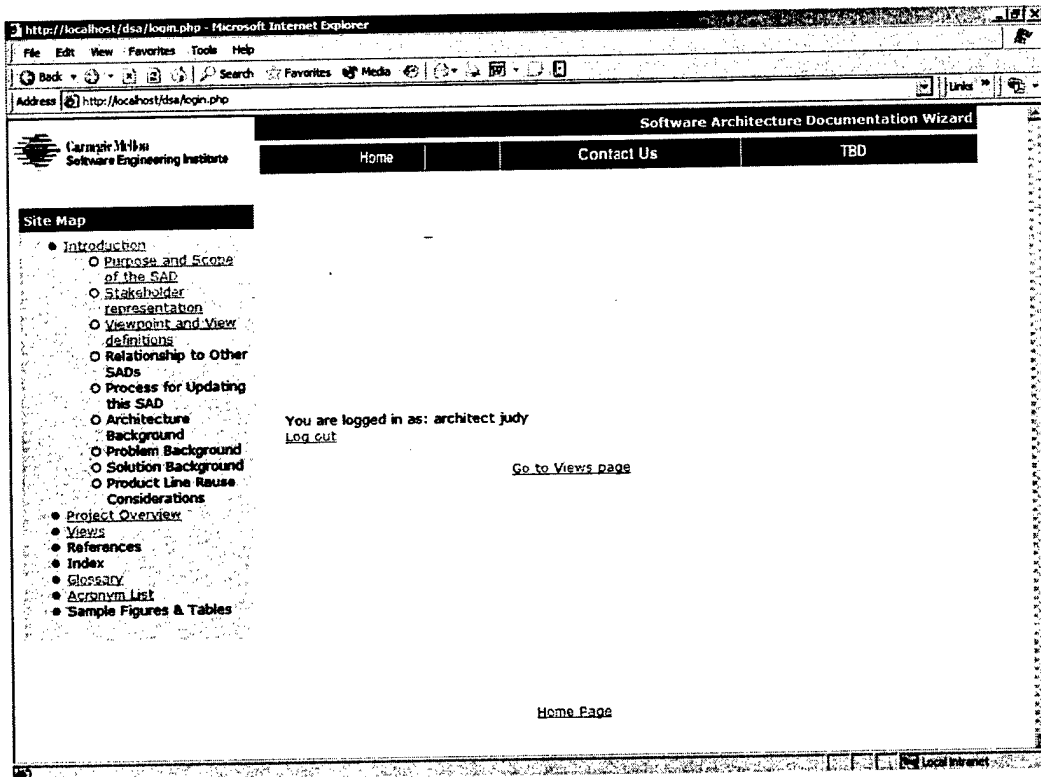 http://localhost/dsa/login.php - Microsoft Internet Explorer
File Edit View Favorites Tools Help
Back Search Favorites Media
Address http://localhost/dsa/login.php Links »
Carnegie Mellon
Software Engineering Institute
Software Architecture Documentation Wizard
Home Contact Us TBD
Site Map
Introduction
Purpose and Scope
of the SAD
Stakeholder
representation
Viewpoint and View
definitions
Relationship to Other
SADs
Process for Updating
this SAD
Architecture
Background
Problem Background
Solution Background
Product Line Reuse
Considerations
Project Overview
Views
References
Index
Glossary
Acronym List
Sample Figures & Tables
You are logged in as: architect judy
Log out
Go to Views page
Home Page
Local intranet